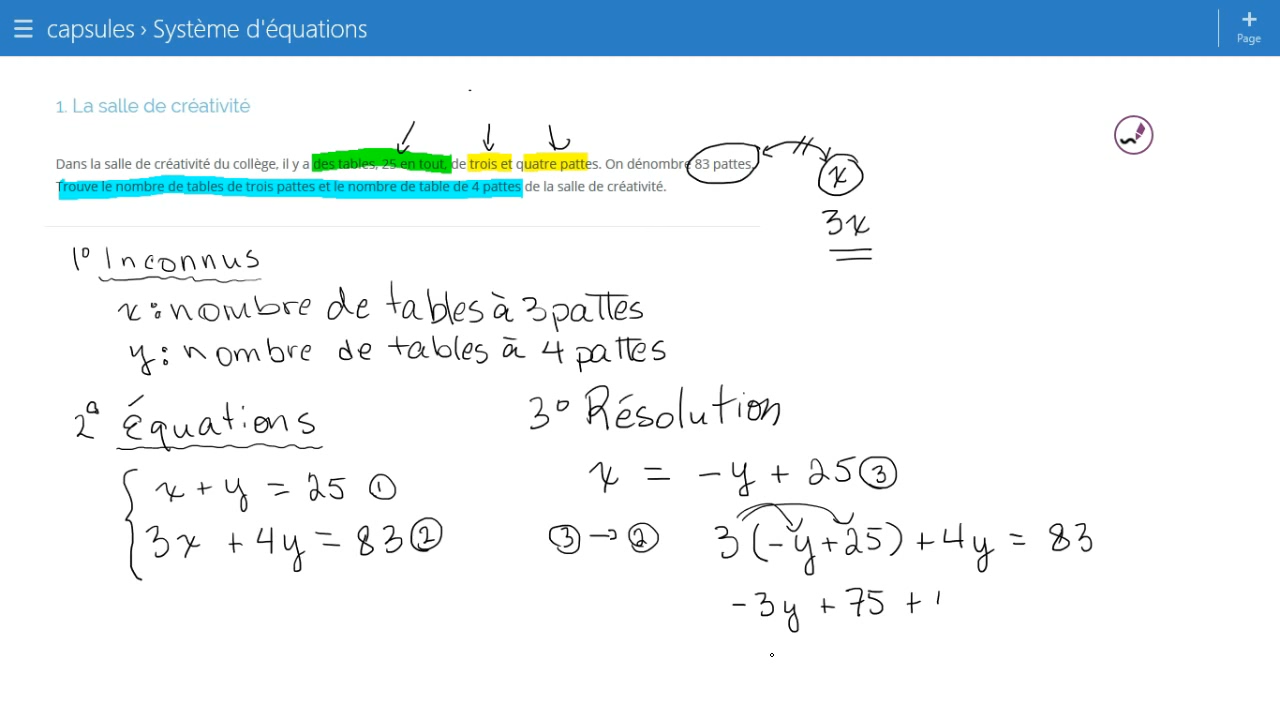 capsules › Système d'équations
Page
1. La salle de créativité
Dans la salle de créativité du collège, il y a des tables, 25 en tout, de trois et quatre pattes. On dénombre 83 pattes.
Trouve le nombre de tables de trois pattes et le nombre de table de 4 pattes de la salle de créativité.
x
3x
1° Inconnus
x : nombre de tables à 3 pattes
y : nombre de tables à 4 pattes
2° Équations
x + y = 25 ①
3x + 4y = 83 ②
3° Résolution
x = -y + 25 ③
③ → ② 3(-y+25) + 4y = 83
-3y + 75 +